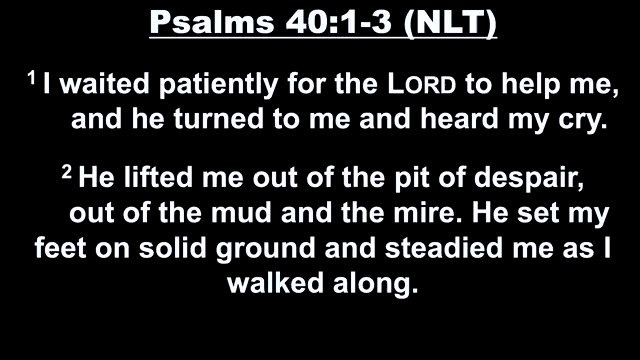 Psalms 40:1-3 (NLT)
1 I waited patiently for the LORD to help me,
and he turned to me and heard my cry.
2 He lifted me out of the pit of despair,
out of the mud and the mire. He set my
feet on solid ground and steadied me as I
walked along.